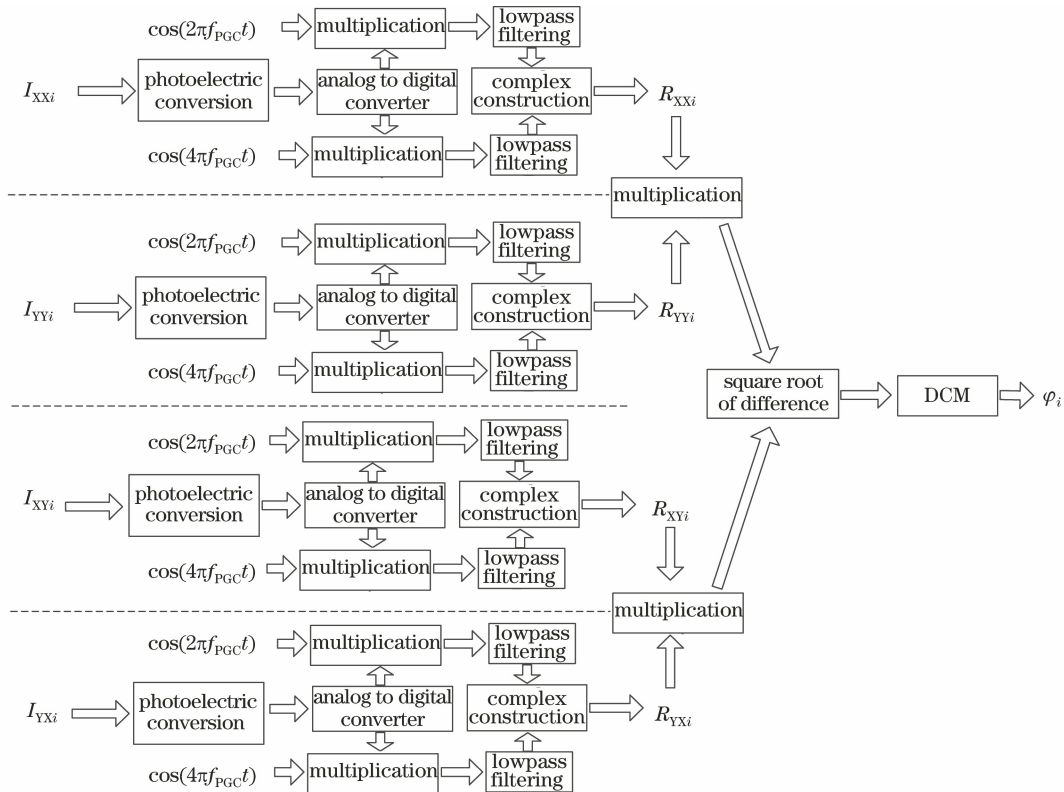 cos(2πf_PGC t)
multiplication
lowpass
filtering
I_XXi
photoelectric
conversion
analog to digital
converter
complex
construction
R_XXi
cos(4πf_PGC t)
multiplication
lowpass
filtering
multiplication
cos(2πf_PGC t)
multiplication
lowpass
filtering
I_YYi
photoelectric
conversion
analog to digital
converter
complex
construction
R_YYi
cos(4πf_PGC t)
multiplication
lowpass
filtering
square root
of difference
DCM
φ_i
cos(2πf_PGC t)
multiplication
lowpass
filtering
I_XYi
photoelectric
conversion
analog to digital
converter
complex
construction
R_XYi
cos(4πf_PGC t)
multiplication
lowpass
filtering
multiplication
cos(2πf_PGC t)
multiplication
lowpass
filtering
I_YXi
photoelectric
conversion
analog to digital
converter
complex
construction
R_YXi
cos(4πf_PGC t)
multiplication
lowpass
filtering